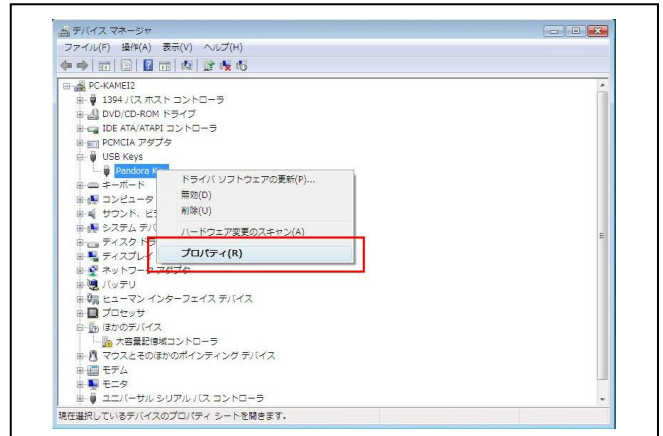 デバイス マネージャ
ファイル(F) 操作(A) 表示(V) ヘルプ(H)
PC-KAMEI2
1394 バス ホスト コントローラ
DVD/CD-ROM ドライブ
IDE ATA/ATAPI コントローラ
PCMCIA アダプタ
USB Keys
Pandora
ドライバ ソフトウェアの更新(P)...
キーボード
無効(D)
コンピュータ
削除(U)
サウンド、ビ
システム デバ
ハードウェア変更のスキャン(A)
ディスク ドラ
ディスプレイ
プロパティ(R)
ネットワーク アダプタ
バッテリ
ヒューマン インターフェイス デバイス
プロセッサ
ほかのデバイス
大容量記憶域コントローラ
マウスとそのほかのポインティング デバイス
モデム
モニタ
ユニバーサル シリアル バス コントローラ
現在選択しているデバイスのプロパティ シートを開きます。